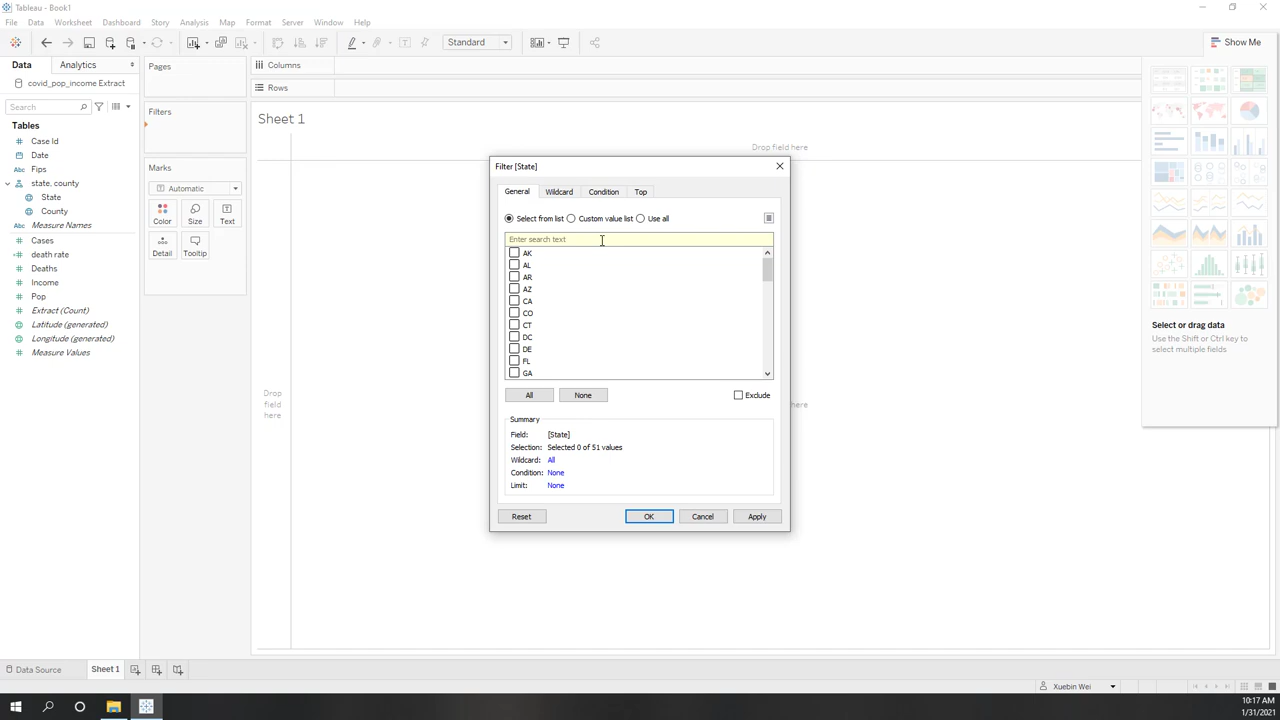 Tableau - Book1
File Data Worksheet Dashboard Story Analysis Map Format Server Window Help
Standard
Show Me
Data Analytics
covid_pop_income Extract
Search
Tables
Case Id
Date
Abc Fips
state, county
State
County
Abc Measure Names
Cases
death rate
Deaths
Income
Pop
Extract (Count)
Latitude (generated)
Longitude (generated)
Measure Values
Pages
Filters
Marks
Automatic
Color Size Text
Detail Tooltip
Columns
Rows
Sheet 1
Drop field here
Drop
field
here
here
Filter [State]
General Wildcard Condition Top
Select from list Custom value list Use all
Enter search text
AK
AL
AR
AZ
CA
CO
CT
DC
DE
FL
GA
All None Exclude
Summary
Field: [State]
Selection: Selected 0 of 51 values
Wildcard: All
Condition: None
Limit: None
Reset OK Cancel Apply
Select or drag data
Use the Shift or Ctrl key to
select multiple fields
Data Source Sheet 1
Xuebin Wei
10:17 AM
1/31/2021